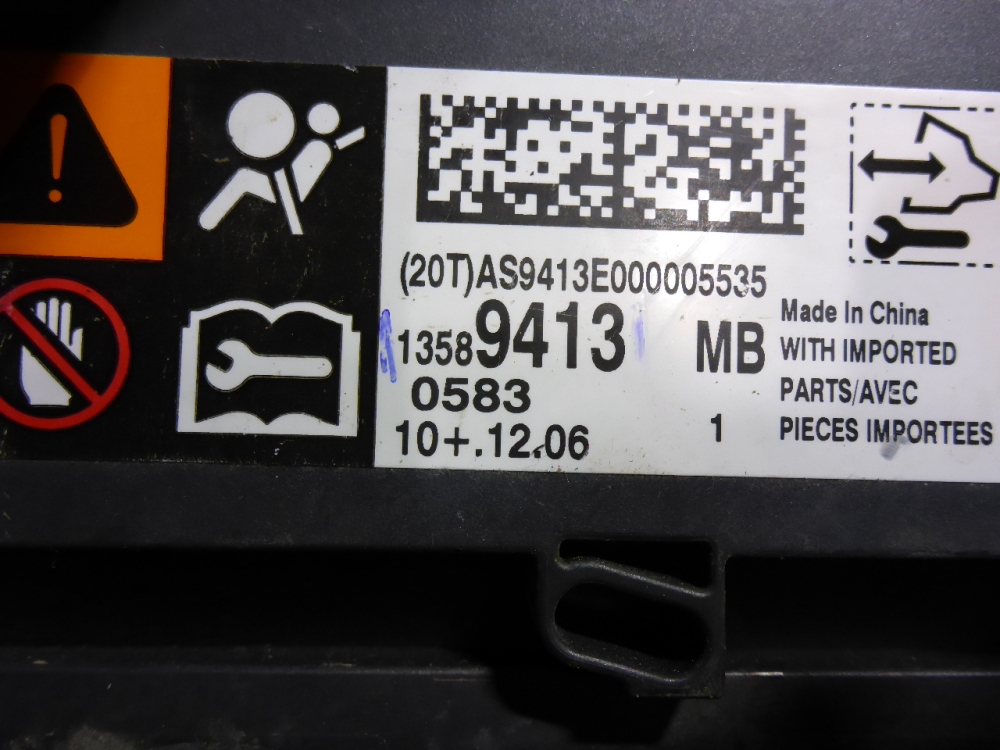 (20T)AS9413E000005535
13589413 MB
0583
10+.12.06 1
Made In China
WITH IMPORTED
PARTS/AVEC
PIECES IMPORTEES